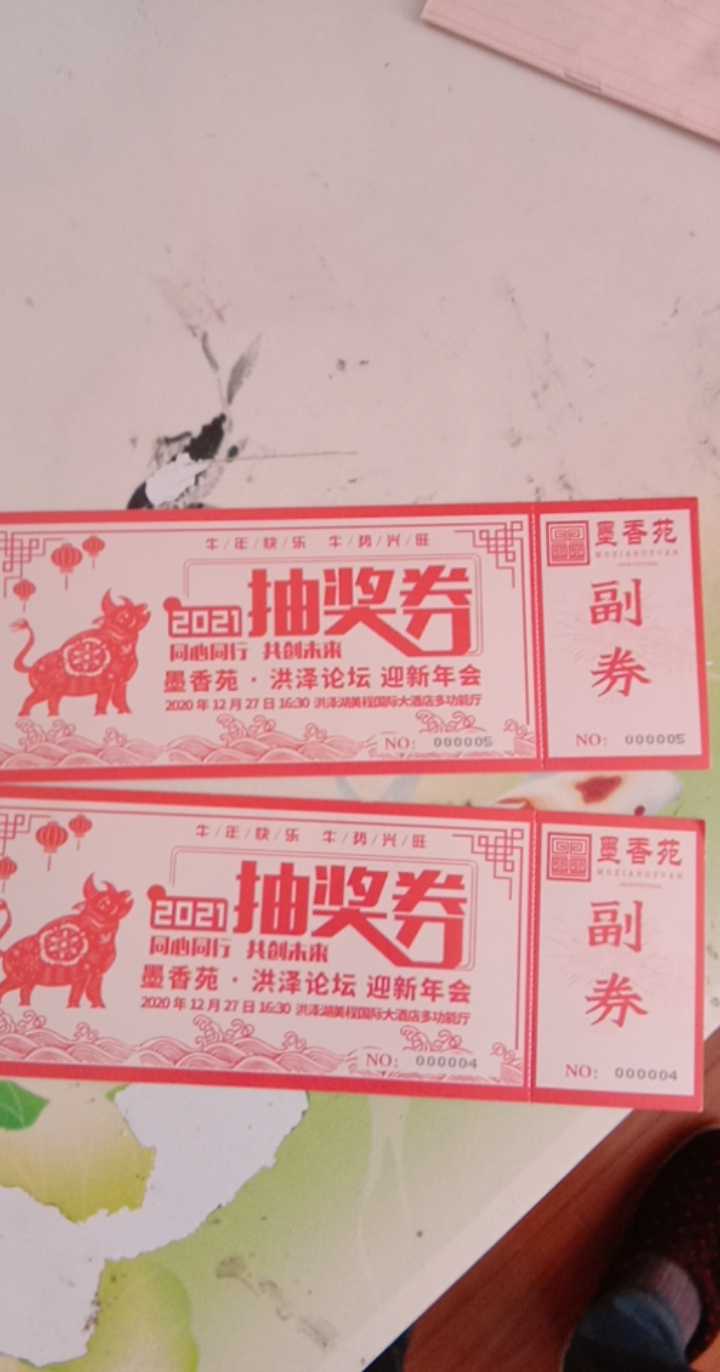 牛/年/快/乐 牛/势/兴/旺
2021 抽奖券
同心同行 共创未来
墨香苑·洪泽论坛 迎新年会
2020年12月27日16:30 洪泽湖美程国际大酒店多功能厅
NO: 000005
墨香苑
MOXIANGYUAN
副
券
NO: 000005
牛/年/快/乐 牛/势/兴/旺
2021 抽奖券
同心同行 共创未来
墨香苑·洪泽论坛 迎新年会
2020年12月27日16:30 洪泽湖美程国际大酒店多功能厅
NO: 000004
墨香苑
MOXIANGYUAN
副
券
NO: 000004